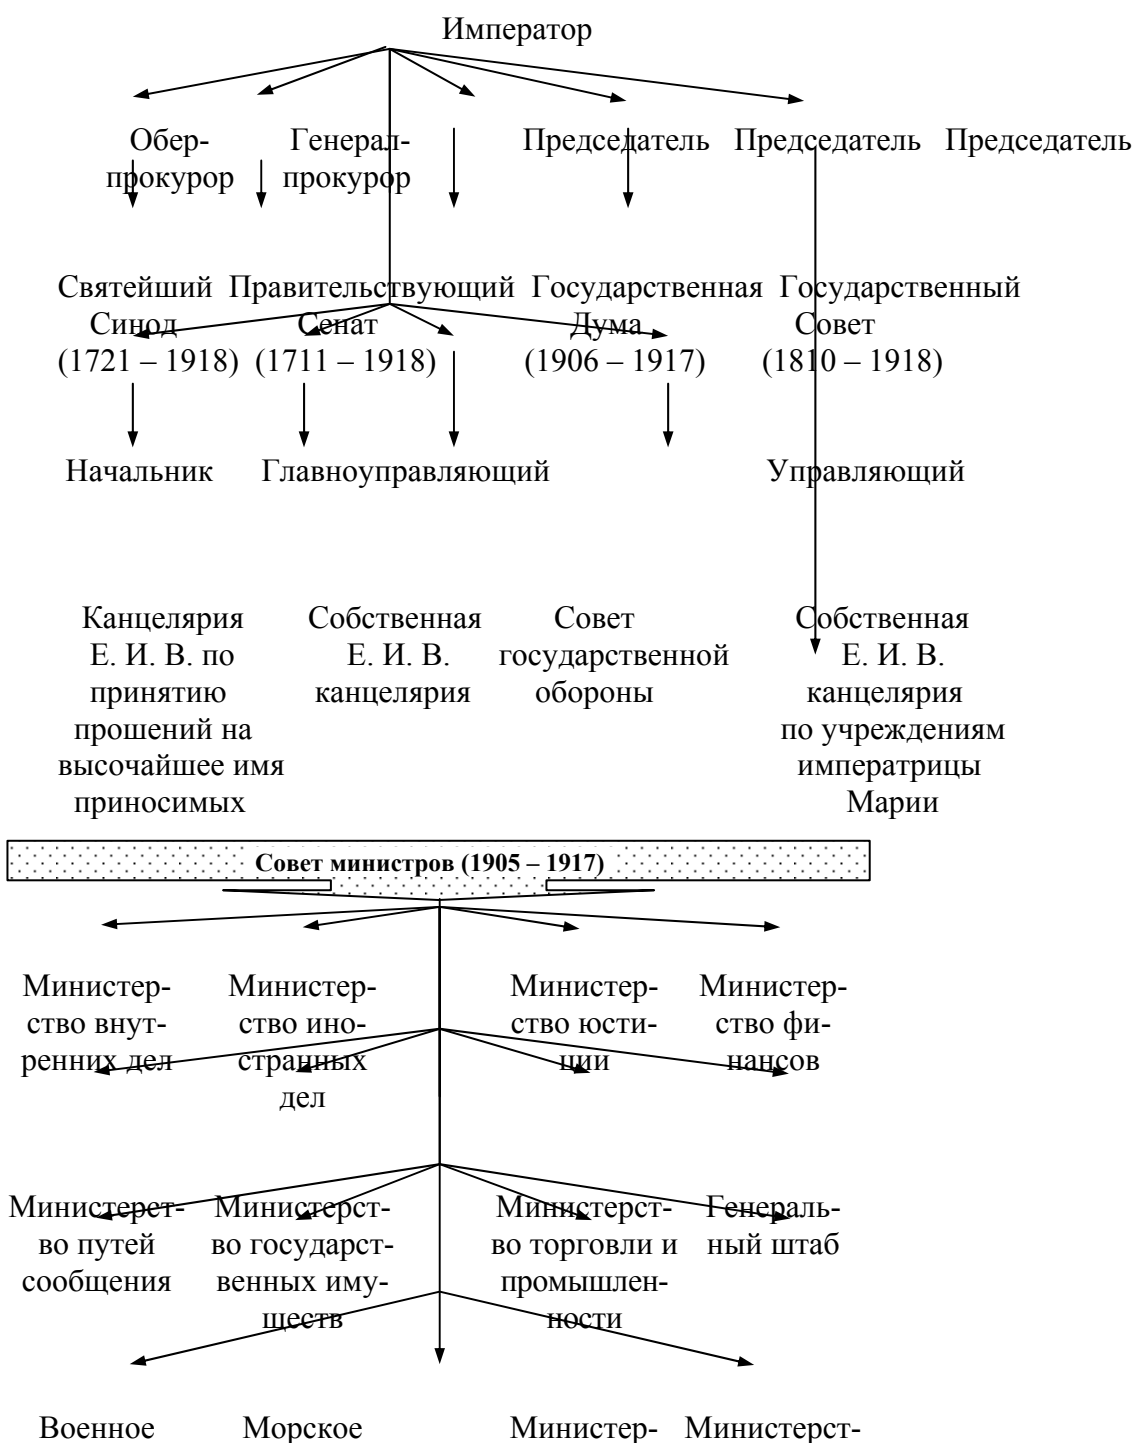 Император
Обер- Генерал- Председатель Председатель Председатель
прокурор прокурор
Святейший Правительствующий Государственная Государственный
Синод Сенат Дума Совет
(1721 – 1918) (1711 – 1918) (1906 – 1917) (1810 – 1918)
Начальник Главноуправляющий Управляющий
Канцелярия Собственная Совет Собственная
Е. И. В. по Е. И. В. государственной Е. И. В.
принятию канцелярия обороны канцелярия
прошений на по учреждениям
высочайшее имя императрицы
приносимых Марии
Совет министров (1905 – 1917)
Министер- Министер- Министер- Министер-
ство внут- ство ино- ство юсти- ство фи-
ренних дел странных ции нансов
дел
Министерст- Министерст- Министерст- Генераль-
во путей во государст- во торговли и ный штаб
сообщения венных иму- промышлен-
ществ ности
Военное Морское Министер- Министерст-